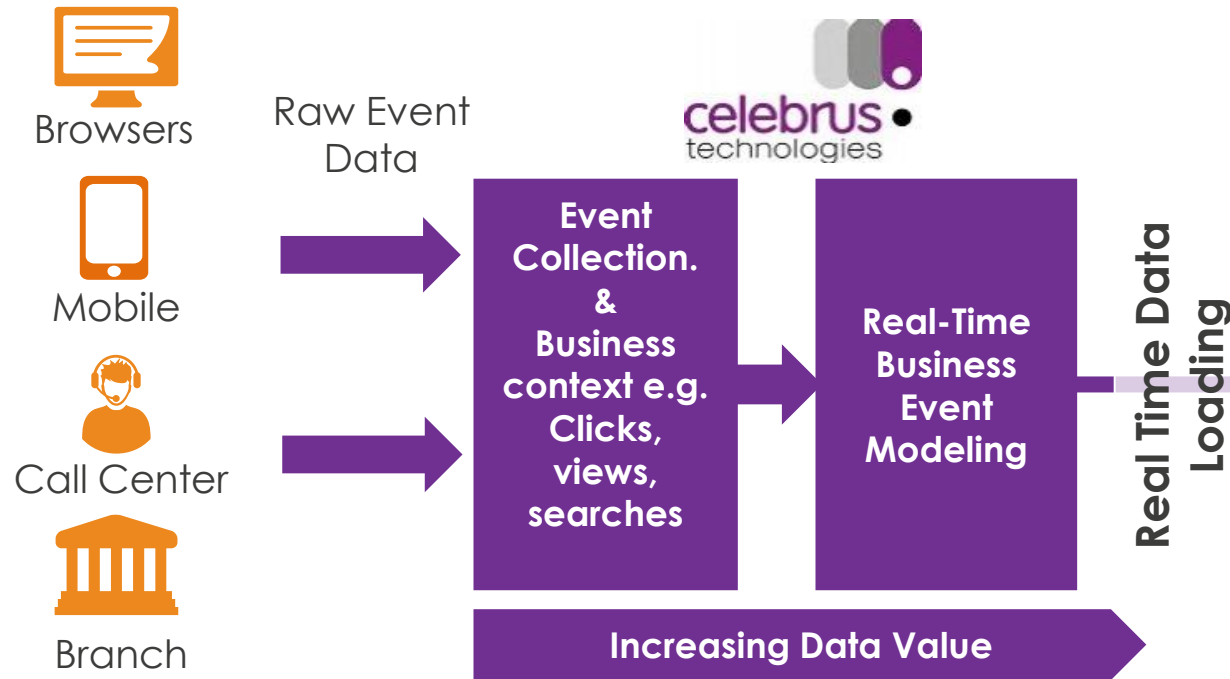 Browsers
Mobile
Call Center
Branch
Raw Event
Data
celebrus
technologies
Event
Collection.
&
Business
context e.g.
Clicks,
views,
searches
Real-Time
Business
Event
Modeling
Real Time Data
Loading
Increasing Data Value